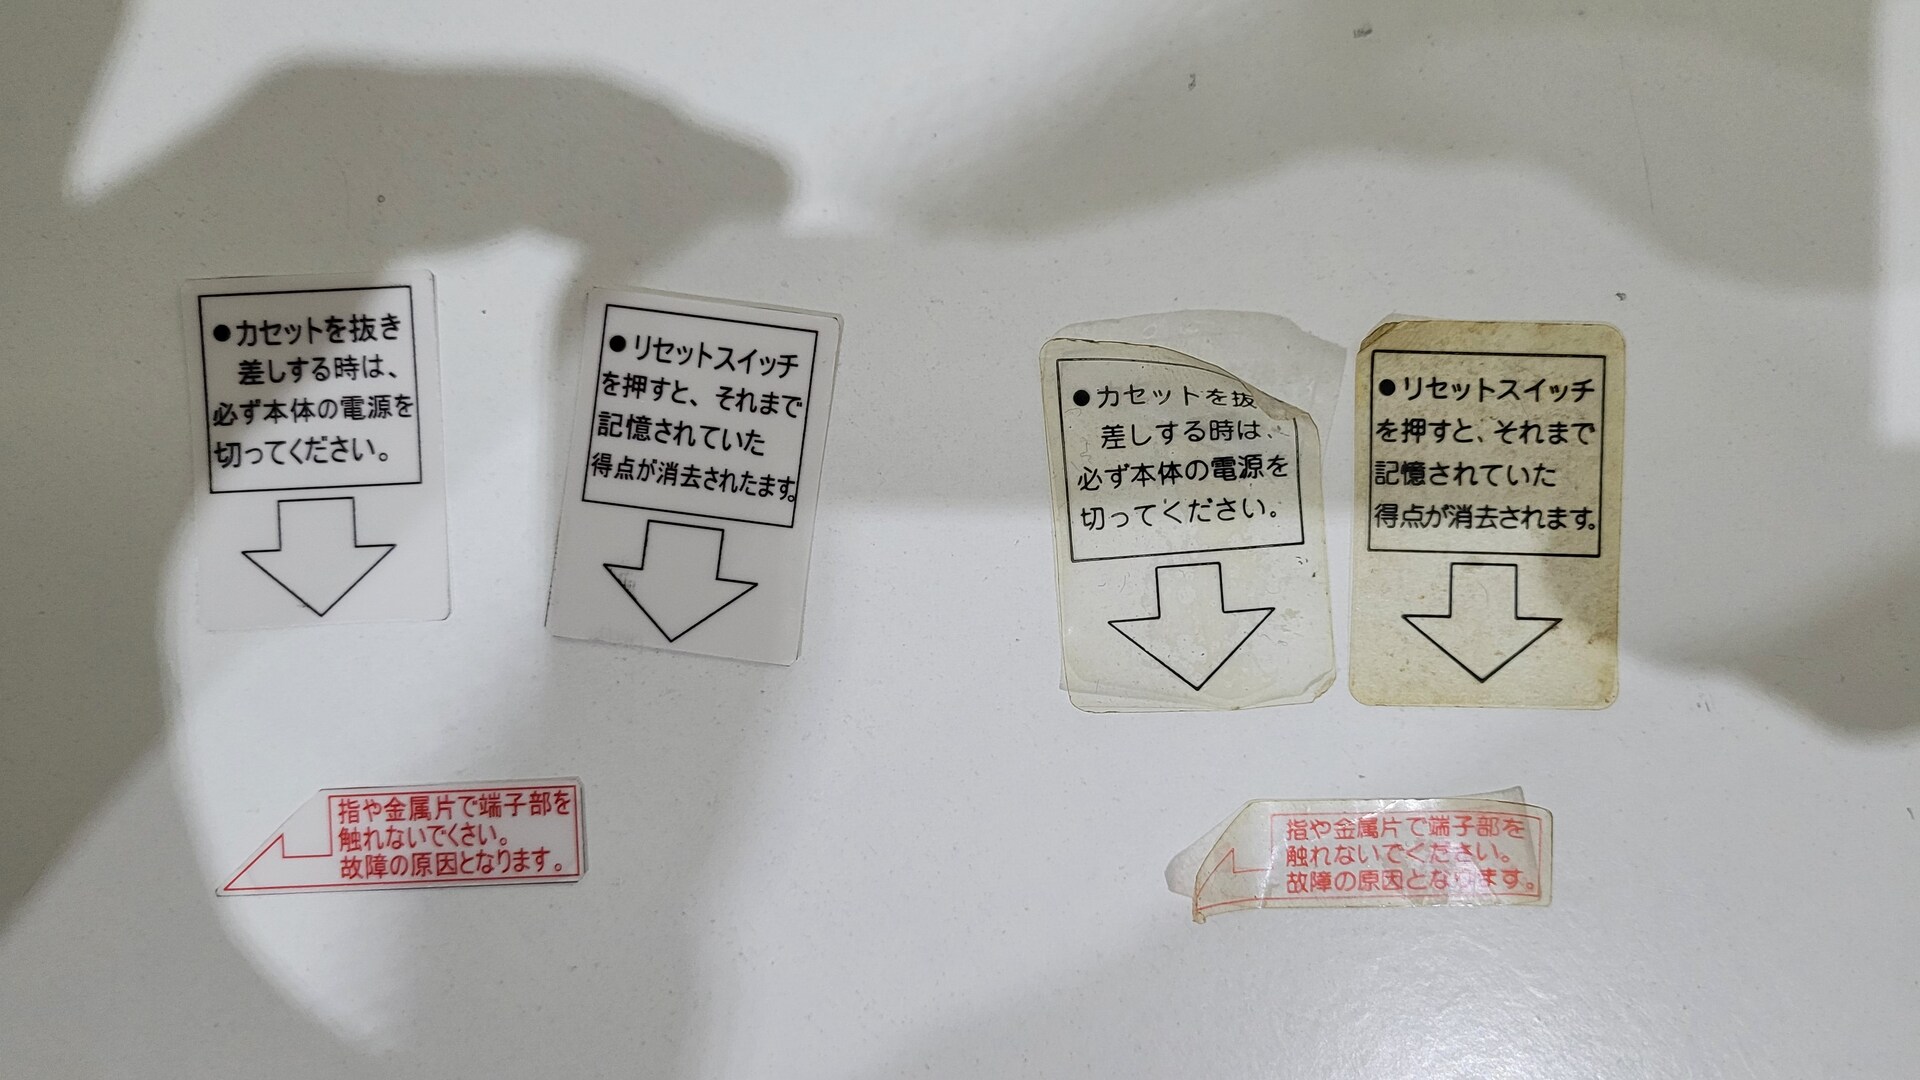 ●カセットを抜き
差しする時は、
必ず本体の電源を
切ってください。
●リセットスイッチ
を押すと、それまで
記憶されていた
得点が消去されたます。
●カセットを抜
差しする時は、
必ず本体の電源を
切ってください。
●リセットスイッチ
を押すと、それまで
記憶されていた
得点が消去されます。
指や金属片で端子部を
触れないでくさい。
故障の原因となります。
指や金属片で端子部を
触れないでください。
故障の原因となります。